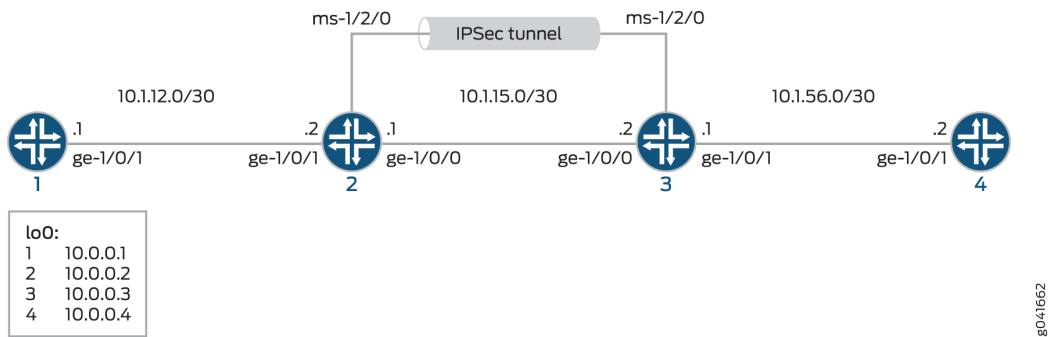 ms-1/2/0
IPSec tunnel
ms-1/2/0
10.1.12.0/30
10.1.15.0/30
10.1.56.0/30
.1
.2
.1
.2
.1
.2
ge-1/0/1
ge-1/0/1
ge-1/0/0
ge-1/0/0
ge-1/0/1
ge-1/0/1
1
2
3
4
lo0:
1 10.0.0.1
2 10.0.0.2
3 10.0.0.3
4 10.0.0.4
g041662